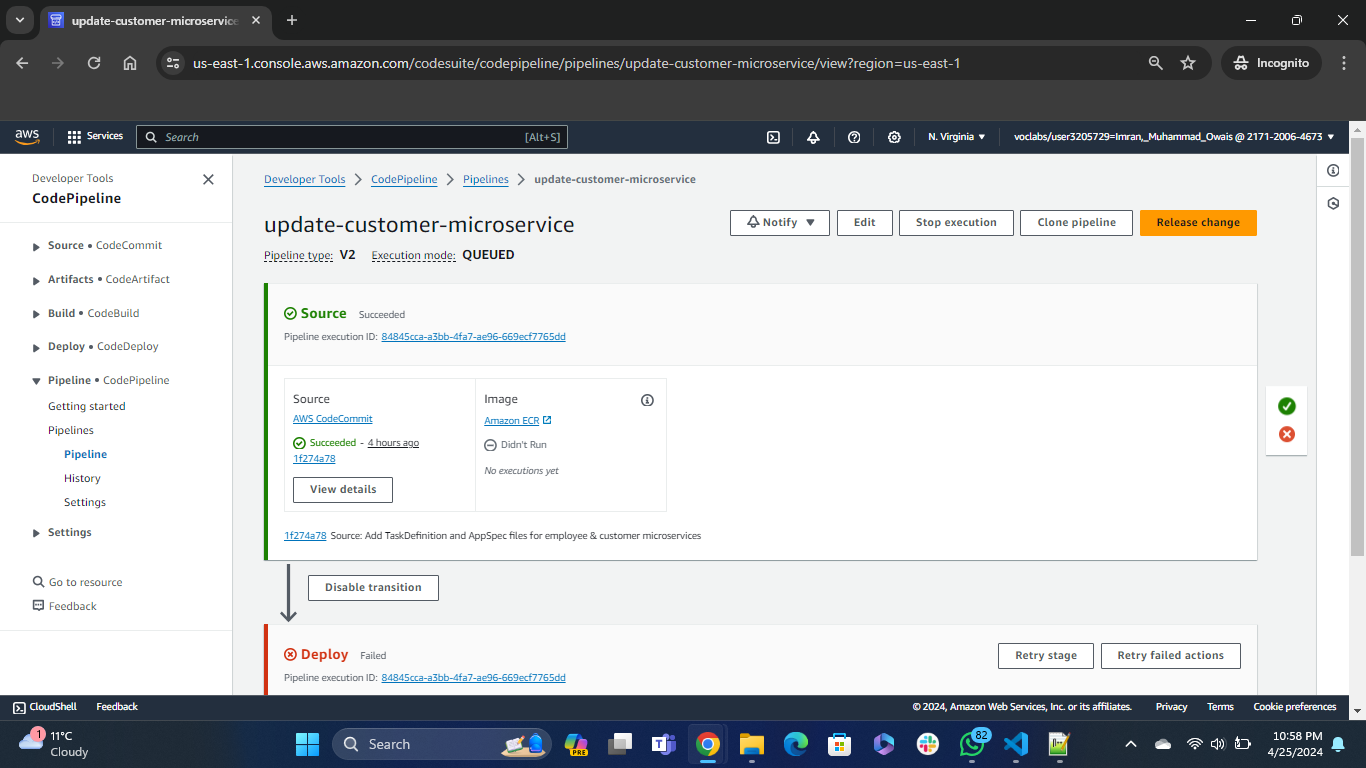 update-customer-microservice
us-east-1.console.aws.amazon.com/codesuite/codepipeline/pipelines/update-customer-microservice/view?region=us-east-1
Incognito
aws
Services
Search
[Alt+S]
N. Virginia
voclabs/user3205729=Imran,_Muhammad_Owais @ 2171-2006-4673
Developer Tools
CodePipeline
Source • CodeCommit
Artifacts • CodeArtifact
Build • CodeBuild
Deploy • CodeDeploy
Pipeline • CodePipeline
Getting started
Pipelines
Pipeline
History
Settings
Settings
Go to resource
Feedback
Developer Tools
CodePipeline
Pipelines
update-customer-microservice
update-customer-microservice
Notify
Edit
Stop execution
Clone pipeline
Release change
Pipeline type: V2 Execution mode: QUEUED
Source Succeeded
Pipeline execution ID: 84845cca-a3bb-4fa7-ae96-669ecf7765dd
Source
AWS CodeCommit
Succeeded - 4 hours ago
1f274a78
View details
Image
Amazon ECR
Didn't Run
No executions yet
1f274a78 Source: Add TaskDefinition and AppSpec files for employee & customer microservices
Disable transition
Deploy Failed
Retry stage
Retry failed actions
Pipeline execution ID: 84845cca-a3bb-4fa7-ae96-669ecf7765dd
CloudShell
Feedback
© 2024, Amazon Web Services, Inc. or its affiliates.
Privacy
Terms
Cookie preferences
1
11°C
Cloudy
Search
PRE
82
10:58 PM
4/25/2024